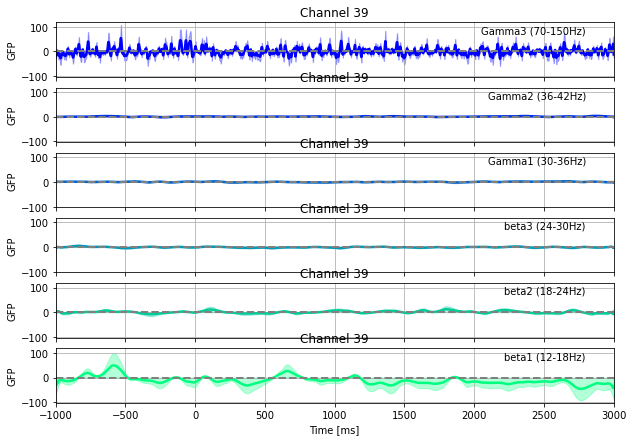 Channel 39
100
0
−100
GFP
Gamma3 (70-150Hz)
Channel 39
100
0
−100
GFP
Gamma2 (36-42Hz)
Channel 39
100
0
−100
GFP
Gamma1 (30-36Hz)
Channel 39
100
0
−100
GFP
beta3 (24-30Hz)
Channel 39
100
0
−100
GFP
beta2 (18-24Hz)
Channel 39
100
0
−100
GFP
beta1 (12-18Hz)
−1000 −500 0 500 1000 1500 2000 2500 3000
Time [ms]